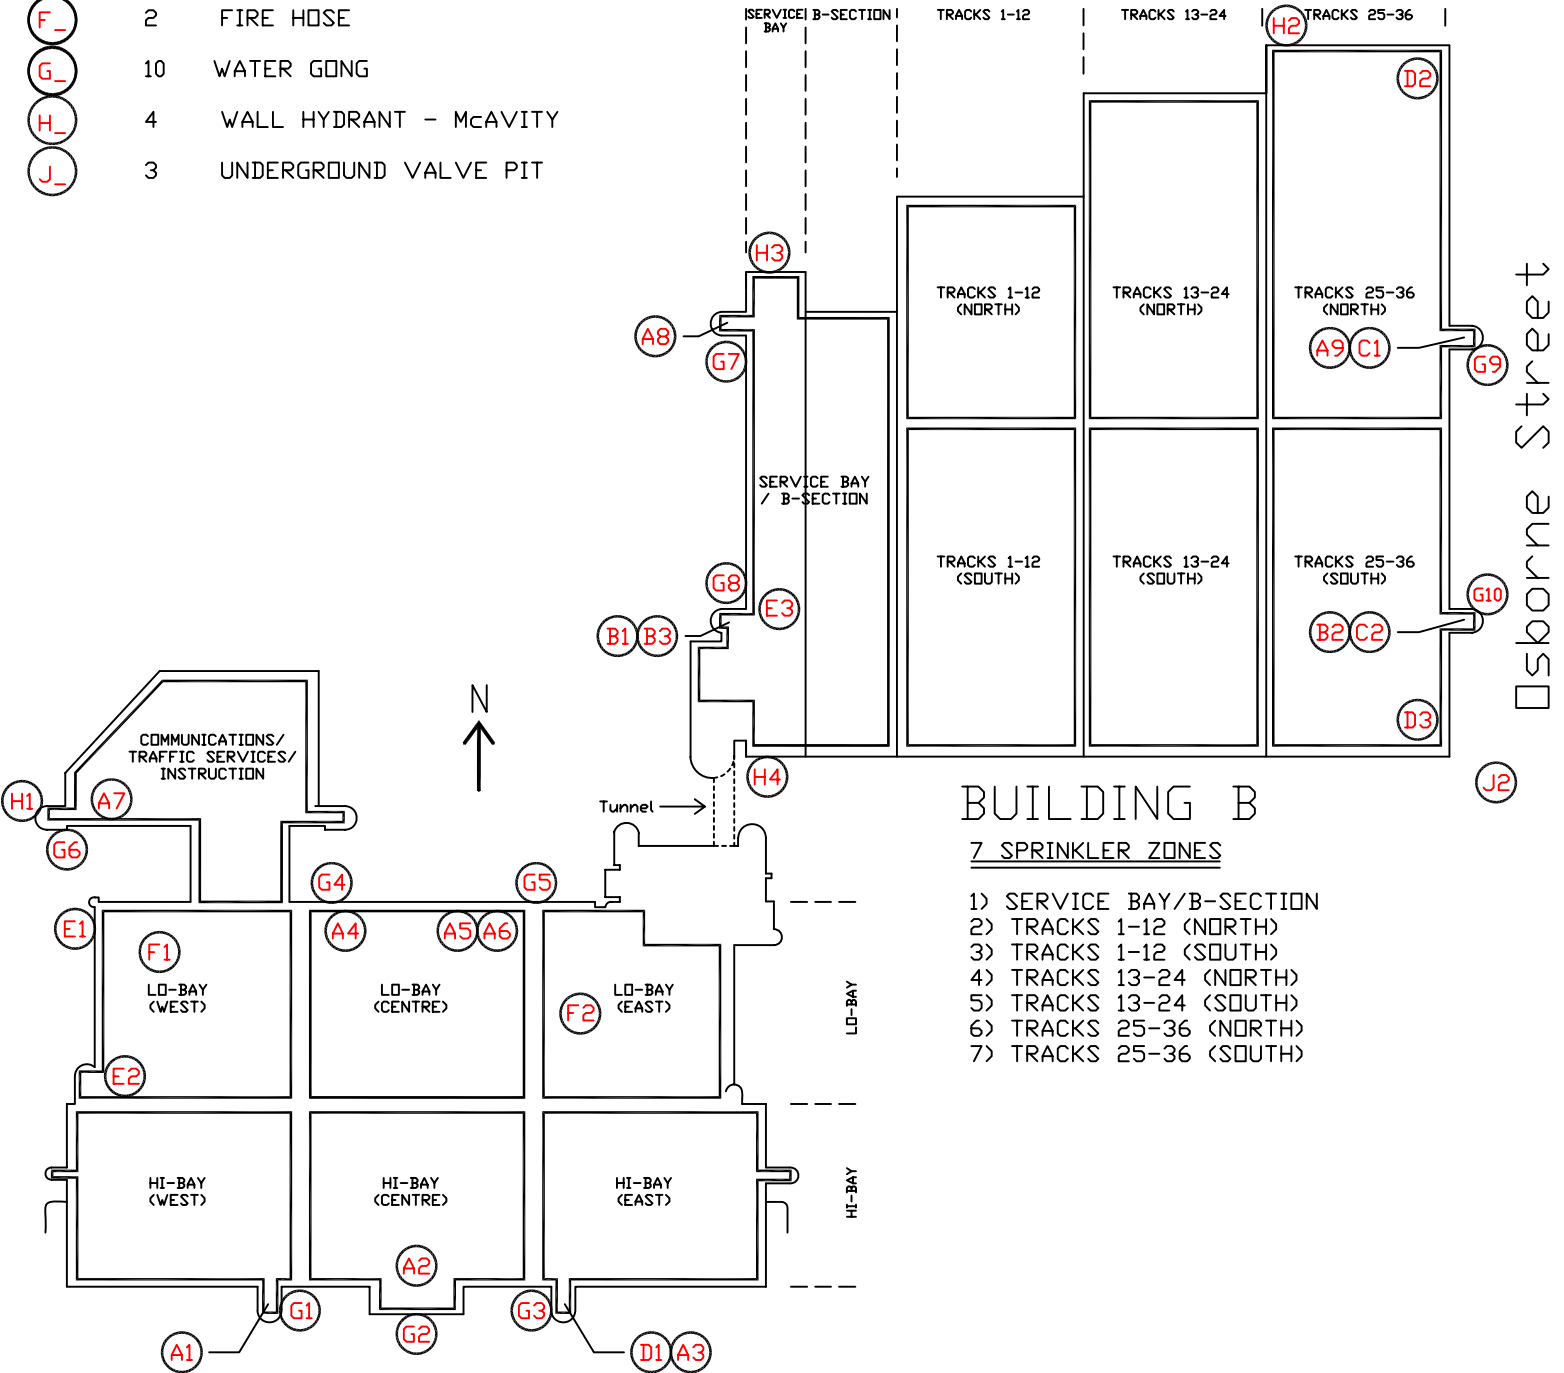 F_ 2 FIRE HOSE
G_ 10 WATER GONG
H_ 4 WALL HYDRANT - McAVITY
J_ 3 UNDERGROUND VALVE PIT
SERVICE
BAY
B-SECTION
TRACKS 1-12
TRACKS 13-24
TRACKS 25-36
H2
D2
H3
A8
G7
TRACKS 1-12
(NORTH)
TRACKS 13-24
(NORTH)
TRACKS 25-36
(NORTH)
A9 C1
G9
SERVICE BAY
/ B-SECTION
Osborne Street
G8
E3
B1 B3
TRACKS 1-12
(SOUTH)
TRACKS 13-24
(SOUTH)
TRACKS 25-36
(SOUTH)
G10
B2 C2
D3
H4
J2
N
Tunnel
COMMUNICATIONS/
TRAFFIC SERVICES/
INSTRUCTION
H1
A7
G6
BUILDING B
7 SPRINKLER ZONES
1) SERVICE BAY/B-SECTION
2) TRACKS 1-12 (NORTH)
3) TRACKS 1-12 (SOUTH)
4) TRACKS 13-24 (NORTH)
5) TRACKS 13-24 (SOUTH)
6) TRACKS 25-36 (NORTH)
7) TRACKS 25-36 (SOUTH)
G4
G5
E1
F1
A4
A5 A6
LO-BAY
(WEST)
LO-BAY
(CENTRE)
LO-BAY
(EAST)
F2
E2
LO-BAY
HI-BAY
(WEST)
HI-BAY
(CENTRE)
HI-BAY
(EAST)
HI-BAY
A2
G1
G2
G3
A1
D1 A3